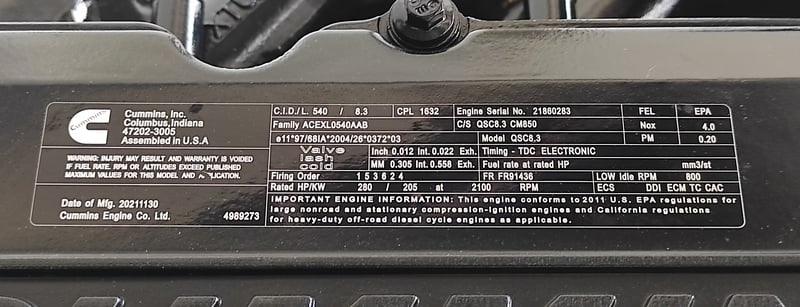 Cummins
Cummins, Inc.
Columbus,Indiana
47202-3005
Assembled in U.S.A
WARNING: INJURY MAY RESULT AND WARRANTY IS VOIDED
IF FUEL RATE, RPM OR ALTITUDES EXCEED PUBLISHED
MAXIMUM VALUES FOR THIS MODEL AND APPLICATION.
Date of Mfg. 20211130
Cummins Engine Co. Ltd. 4989273
C.I.D./L. 540 / 8.3 CPL 1632 Engine Serial No. 21860283 FEL EPA
Family ACEXL0540AAB C/S QSC8.3 CM850 Nox 4.0
e11*97/68IA*2004/26*0372*03 Model QSC8.3 PM 0.20
Valve lash cold Inch 0.012 Int. 0.022 Exh. Timing - TDC ELECTRONIC
MM 0.305 Int. 0.558 Exh. Fuel rate at rated HP mm3/st
Firing Order 1 5 3 6 2 4 FR FR91436 LOW Idle RPM 800
Rated HP/KW 280 / 205 at 2100 RPM ECS DDI ECM TC CAC
IMPORTANT ENGINE INFORMATION: This engine conforms to 2011 U.S. EPA regulations for
large nonroad and stationary compression-ignition engines and California regulations
for heavy-duty off-road diesel cycle engines as applicable.